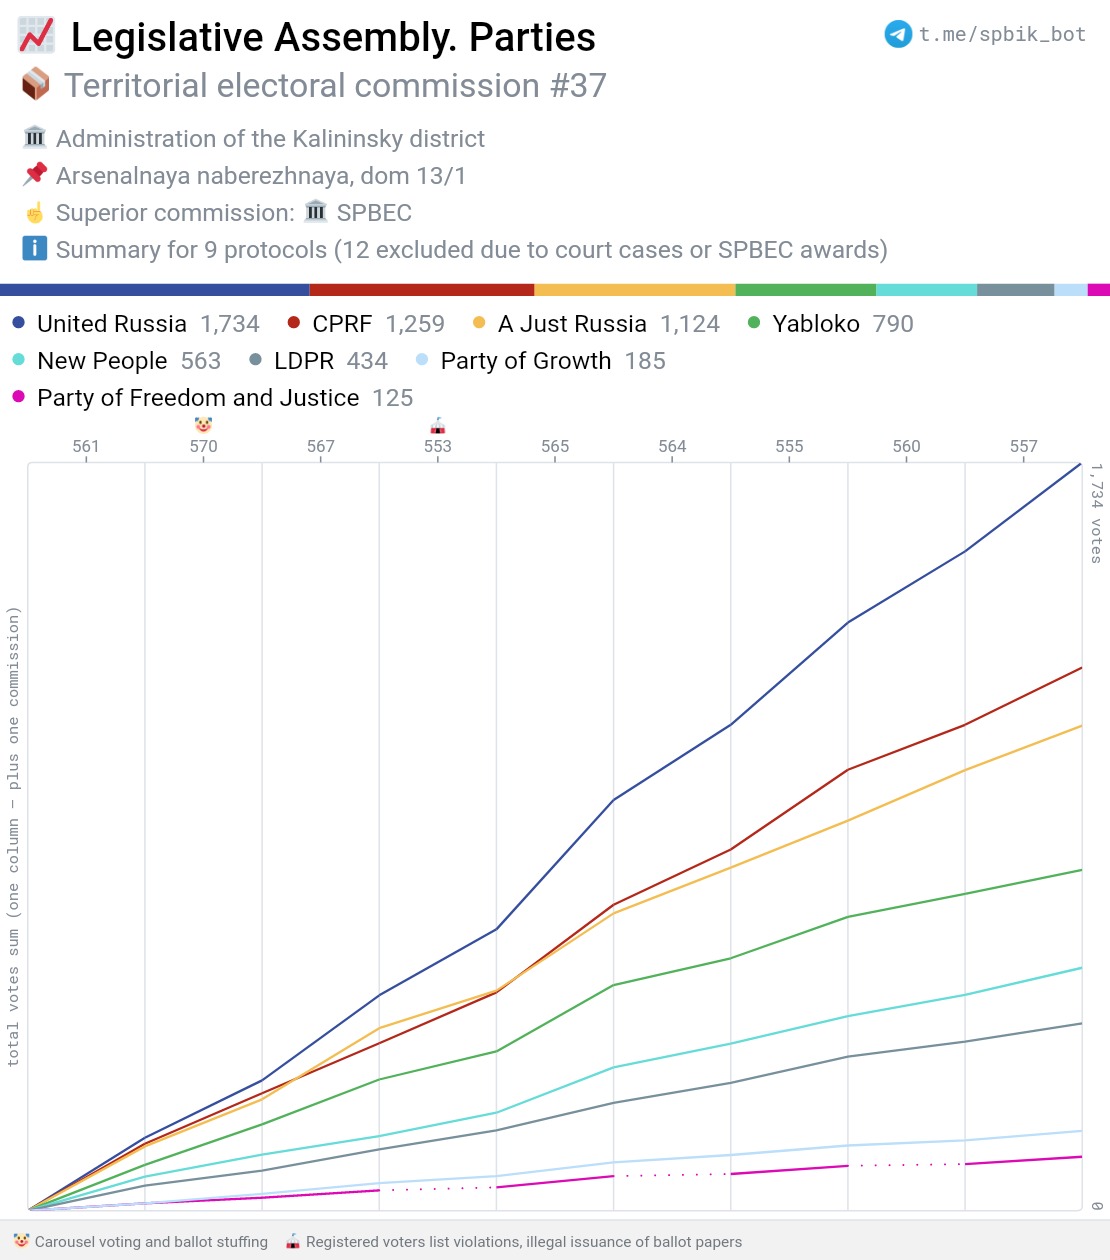 Legislative Assembly. Parties
t.me/spbik_bot
Territorial electoral commission #37
Administration of the Kalininsky district
Arsenalnaya naberezhnaya, dom 13/1
Superior commission: SPBEC
Summary for 9 protocols (12 excluded due to court cases or SPBEC awards)
United Russia 1,734 CPRF 1,259 A Just Russia 1,124 Yabloko 790
New People 563 LDPR 434 Party of Growth 185
Party of Freedom and Justice 125
561 570 567 553 565 564 555 560 557
1,734 votes
total votes sum (one column – plus one commission)
0
Carousel voting and ballot stuffing Registered voters list violations, illegal issuance of ballot papers